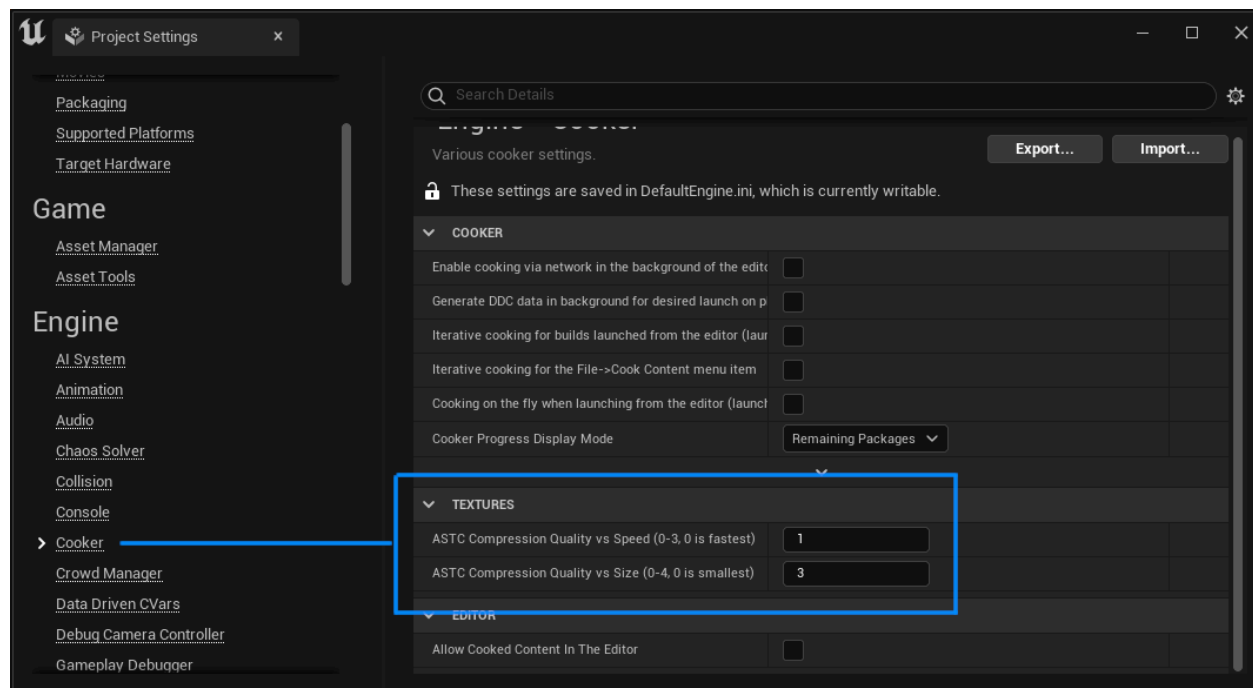 Project Settings
Movies
Packaging
Supported Platforms
Target Hardware
Game
Asset Manager
Asset Tools
Engine
AI System
Animation
Audio
Chaos Solver
Collision
Console
Cooker
Crowd Manager
Data Driven CVars
Debug Camera Controller
Gameplay Debugger
Search Details
Engine - Cooker
Various cooker settings.
Export...
Import...
These settings are saved in DefaultEngine.ini, which is currently writable.
COOKER
Enable cooking via network in the background of the edito
Generate DDC data in background for desired launch on p
Iterative cooking for builds launched from the editor (laun
Iterative cooking for the File->Cook Content menu item
Cooking on the fly when launching from the editor (launch
Cooker Progress Display Mode
Remaining Packages
TEXTURES
ASTC Compression Quality vs Speed (0-3, 0 is fastest)
1
ASTC Compression Quality vs Size (0-4, 0 is smallest)
3
EDITOR
Allow Cooked Content In The Editor